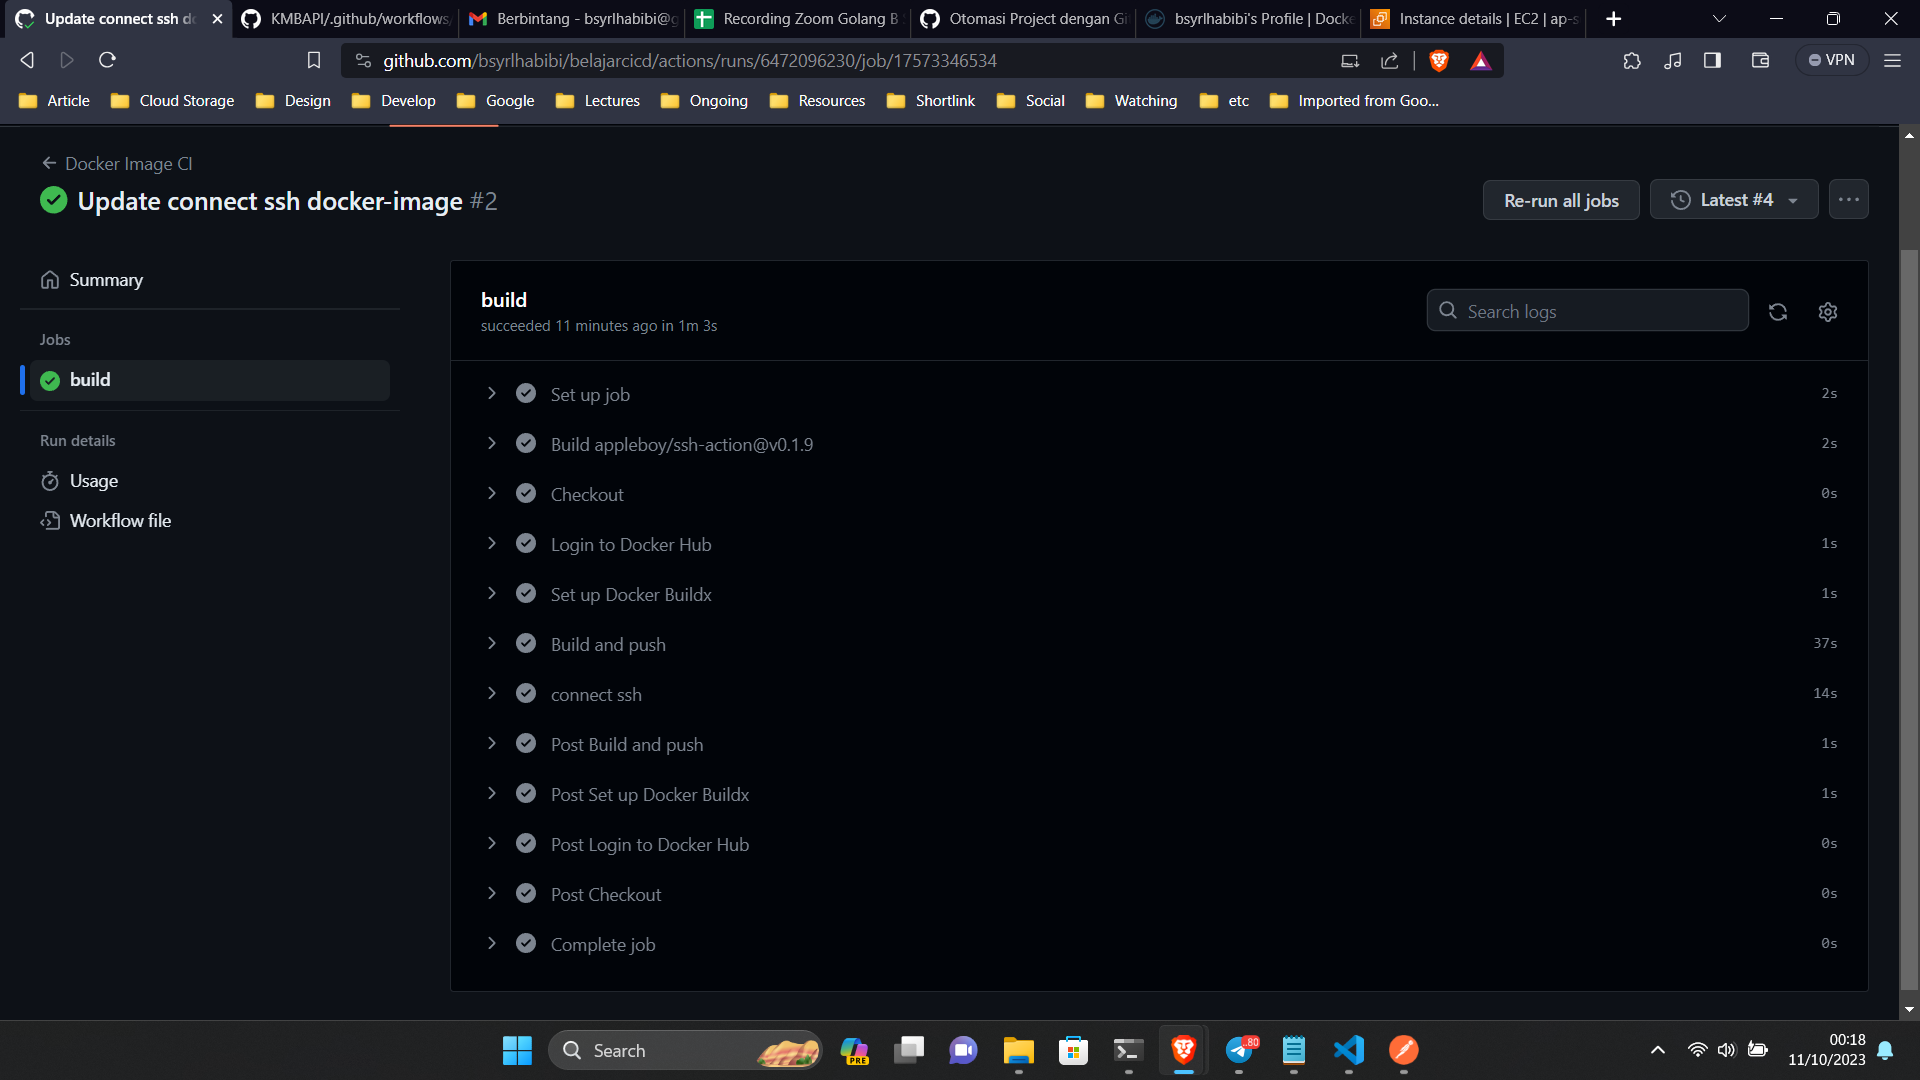 Update connect ssh dc
KMBAPI/.github/workflows/
Berbintang - bsyrlhabibi@g
Recording Zoom Golang B
Otomasi Project dengan Gi
bsyrlhabibi's Profile | Docke
Instance details | EC2 | ap-s
github.com/bsyrlhabibi/belajarcicd/actions/runs/6472096230/job/17573346534
VPN
Article
Cloud Storage
Design
Develop
Google
Lectures
Ongoing
Resources
Shortlink
Social
Watching
etc
Imported from Goo...
Docker Image CI
Update connect ssh docker-image #2
Re-run all jobs
Latest #4
Summary
Jobs
build
Run details
Usage
Workflow file
build
succeeded 11 minutes ago in 1m 3s
Search logs
Set up job 2s
Build appleboy/ssh-action@v0.1.9 2s
Checkout 0s
Login to Docker Hub 1s
Set up Docker Buildx 1s
Build and push 37s
connect ssh 14s
Post Build and push 1s
Post Set up Docker Buildx 1s
Post Login to Docker Hub 0s
Post Checkout 0s
Complete job 0s
Search
PRE
80
00:18
11/10/2023